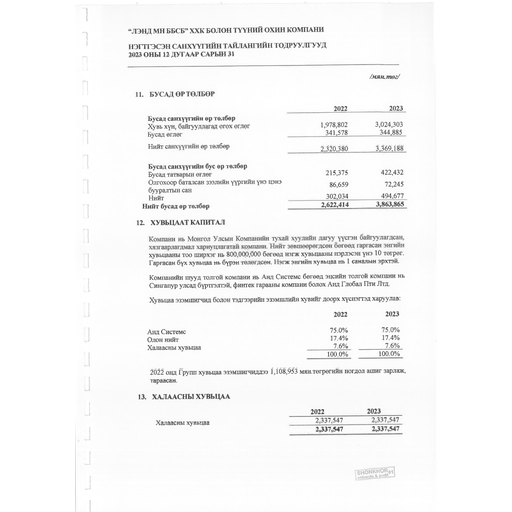 "ЛЭНД МН ББСБ" ХХК БОЛОН ТҮҮНИЙ ОХИН КОМПАНИ
НЭГТГЭСЭН САНХҮҮГИЙН ТАЙЛАНГИЙН ТОДРУУЛГУУД
2023 ОНЫ 12 ДУГААР САРЫН 31
/мян.төг/
11. БУСАД ӨР ТӨЛБӨР
2022 2023
Бусад санхүүгийн өр төлбөр
Хувь хүн, байгууллагад өгөх өглөг 1,978,802 3,024,303
Бусад өглөг 341,578 344,885
Нийт санхүүгийн өр төлбөр 2,320,380 3,369,188
Бусад санхүүгийн бус өр төлбөр
Бусад татварын өглөг 215,375 422,432
Олгохоор баталсан зээлийн үүргийн үнэ цэнэ
бууралтын сан 86,659 72,245
Нийт 302,034 494,677
Нийт бусад өр төлбөр 2,622,414 3,863,865
12. ХУВЬЦААТ КАПИТАЛ
Компани нь Монгол Улсын Компанийн тухай хуулийн дагуу үүсгэн байгуулагдсан,
хязгаарлагдмал хариуцлагатай компани. Нийт зөвшөөрөгдсөн бөгөөд гаргасан энгийн
хувьцааны тоо ширхэг нь 800,000,000 бөгөөд нэгж хувьцааны нэрлэсэн үнэ 10 төгрөг.
Гаргасан бүх хувьцаа нь бүрэн төлөгдсөн. Нэгж энгийн хувьцаа нь 1 саналын эрхтэй.
Компанийн шууд толгой компани нь Анд Системс бөгөөд эцсийн толгой компани нь
Сингапур улсад бүртгэлтэй, финтек гарааны компани болох Анд Глобал Пти Лтд.
Хувьцаа эзэмшигчид болон тэдгээрийн эзэмшлийн хувийг доорх хүснэгтэд харуулав:
2022 2023
Анд Системс 75.0% 75.0%
Олон нийт 17.4% 17.4%
Халаасны хувьцаа 7.6% 7.6%
100.0% 100.0%
2022 онд Групп хувьцаа эзэмшигчиддээ 1,108,953 мян.төгрөгийн ногдол ашиг зарлаж,
тараасан.
13. ХАЛААСНЫ ХУВЬЦАА
2022 2023
Халаасны хувьцаа 2,337,547 2,337,547
2,337,547 2,337,547